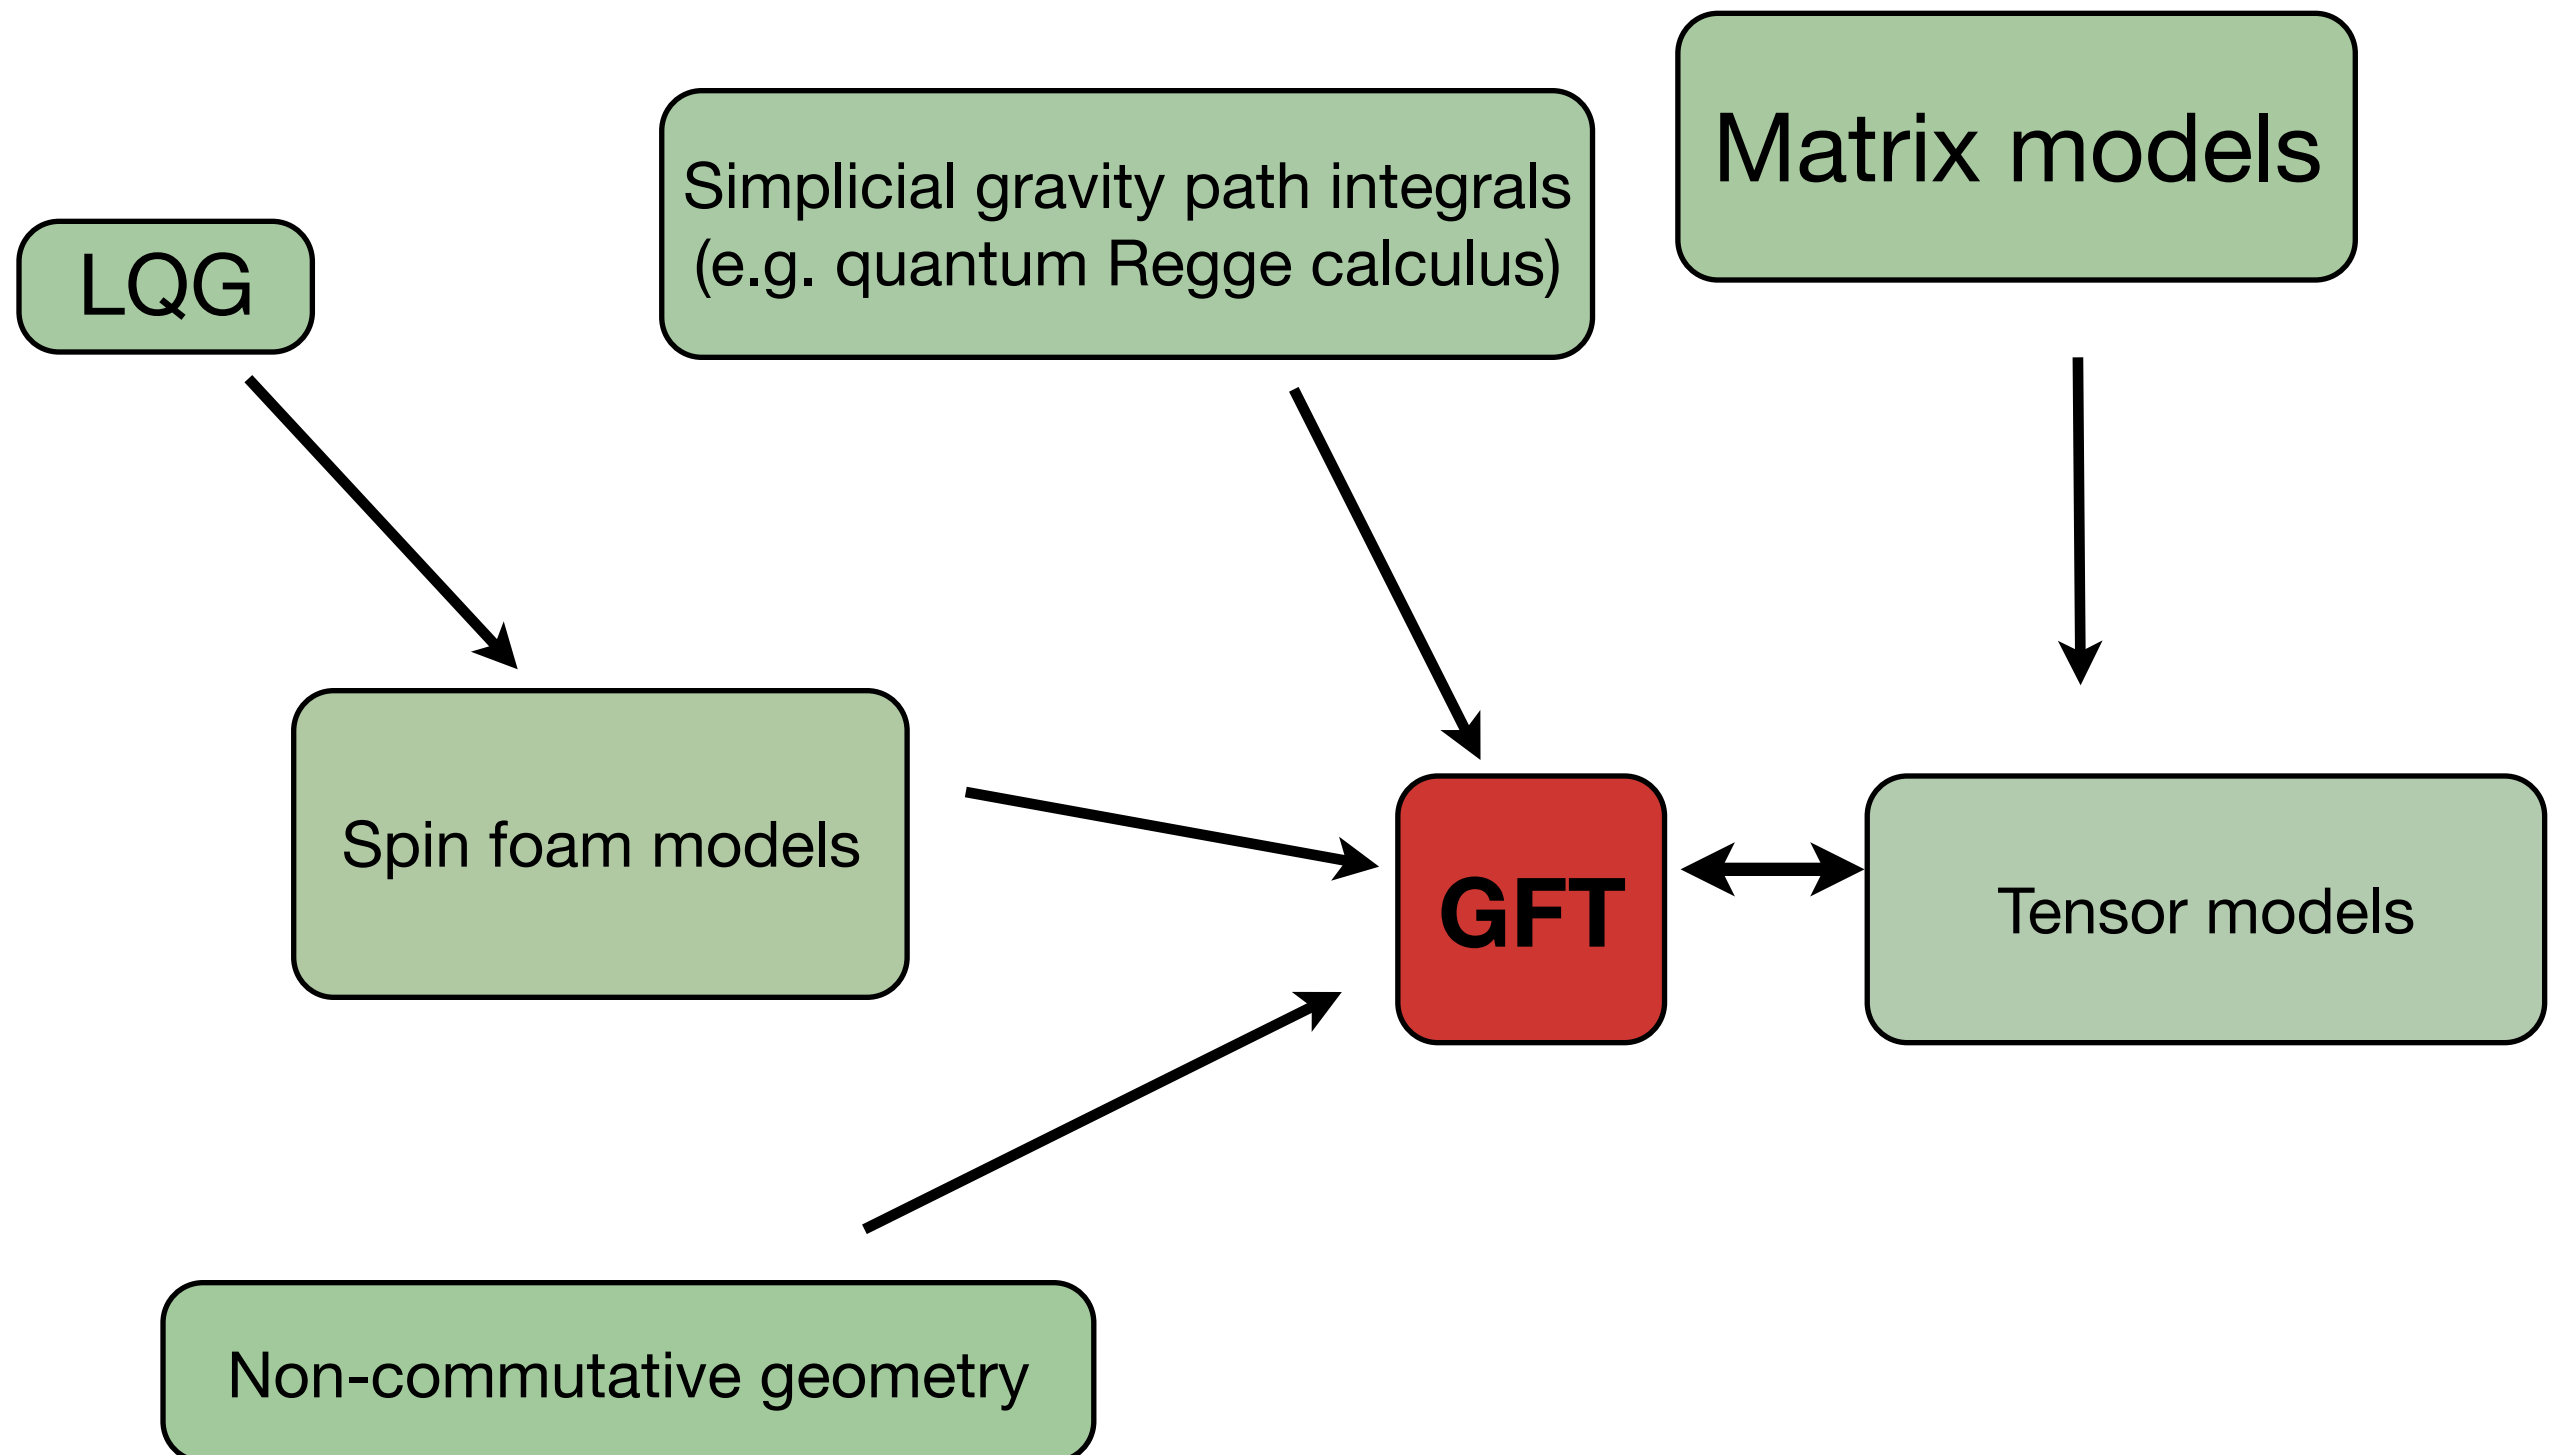 Matrix models
Simplicial gravity path integrals
(e.g. quantum Regge calculus)
LQG
Spin foam models
GFT
Tensor models
Non-commutative geometry